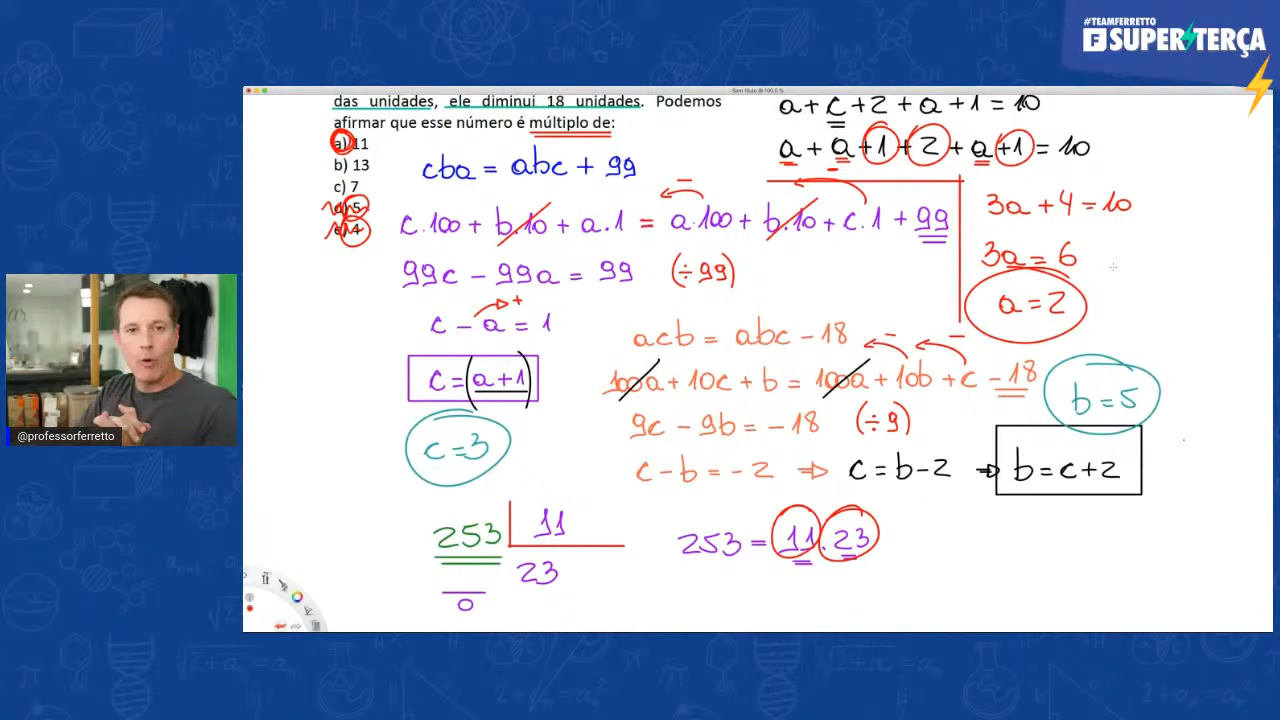 #TEAMFERRETTO
SUPER TERÇA
das unidades, ele diminui 18 unidades. Podemos
afirmar que esse número é múltiplo de:
a) 11
b) 13
c) 7
d) 5
e) 4
a + c + 2 + a + 1 = 10
a + a + 1 + 2 + a + 1 = 10
cba = abc + 99
c.100 + b.10 + a.1 = a.100 + b.10 + c.1 + 99
3a + 4 = 10
99c - 99a = 99 (÷99)
3a = 6
a = 2
c - a = 1
+
acb = abc - 18
c = (a+1)
100a + 10c + b = 100a + 10b + c - 18
b = 5
9c - 9b = -18 (÷9)
c = 3
c - b = -2 ⇒ c = b - 2 ⇒ b = c + 2
253 11
23
0
253 = 11 . 23
@professorferretto